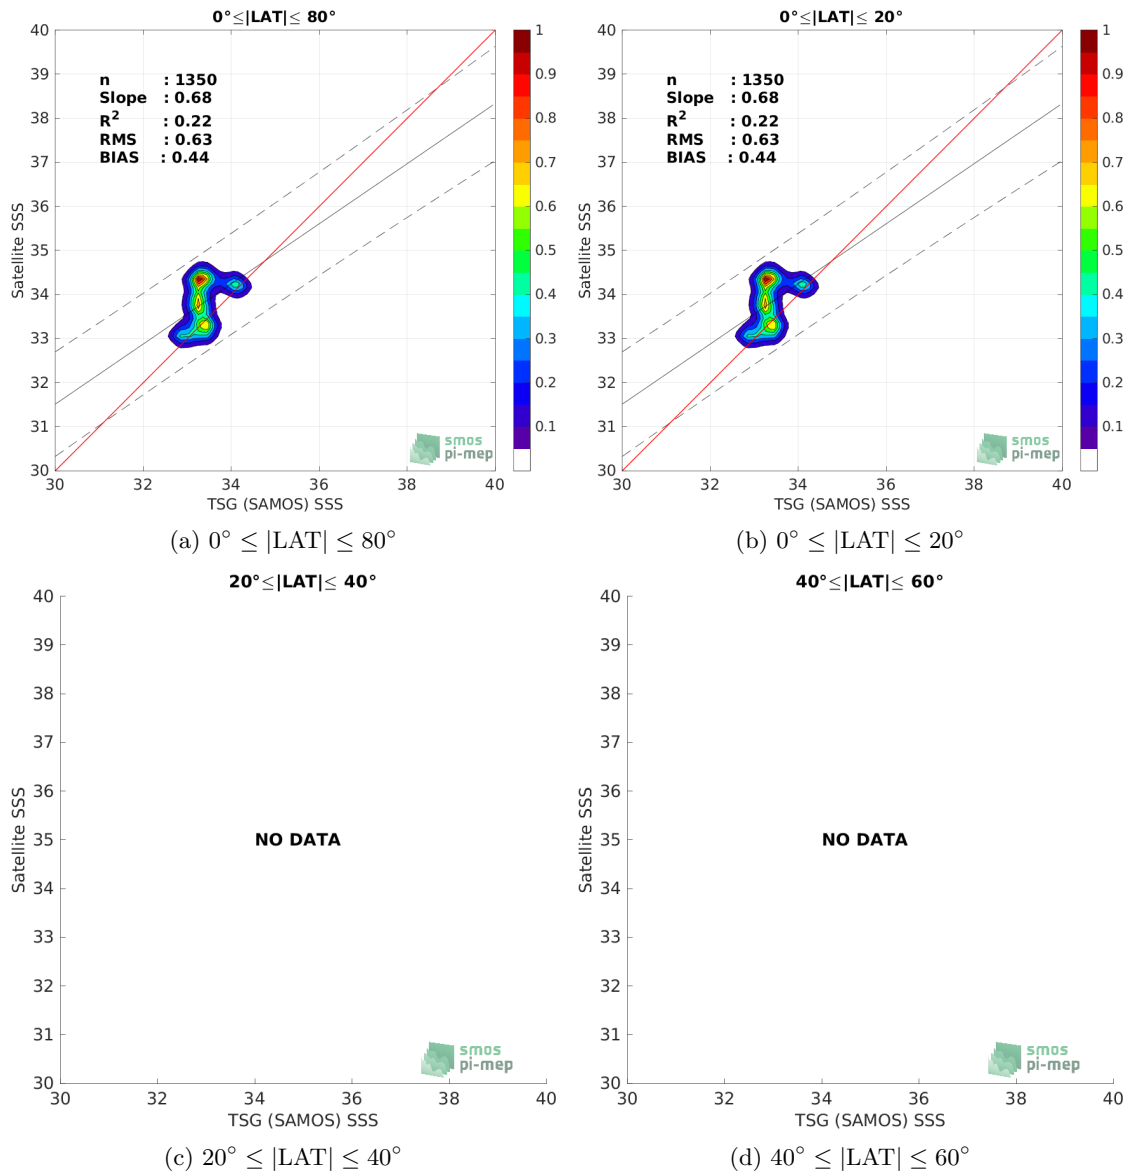 0°≤|LAT|≤ 80°
40
39
38
37
36
35
34
33
32
31
30
Satellite SSS
n : 1350
Slope : 0.68
R2 : 0.22
RMS : 0.63
BIAS : 0.44
smos
pi-mep
30 32 34 36 38 40
TSG (SAMOS) SSS
1
0.9
0.8
0.7
0.6
0.5
0.4
0.3
0.2
0.1
(a) 0° ≤ |LAT| ≤ 80°
0°≤|LAT|≤ 20°
40
39
38
37
36
35
34
33
32
31
30
Satellite SSS
n : 1350
Slope : 0.68
R2 : 0.22
RMS : 0.63
BIAS : 0.44
smos
pi-mep
30 32 34 36 38 40
TSG (SAMOS) SSS
1
0.9
0.8
0.7
0.6
0.5
0.4
0.3
0.2
0.1
(b) 0° ≤ |LAT| ≤ 20°
20°≤|LAT|≤ 40°
40
39
38
37
36
35
34
33
32
31
30
Satellite SSS
NO DATA
smos
pi-mep
30 32 34 36 38 40
TSG (SAMOS) SSS
(c) 20° ≤ |LAT| ≤ 40°
40°≤|LAT|≤ 60°
40
39
38
37
36
35
34
33
32
31
30
Satellite SSS
NO DATA
smos
pi-mep
30 32 34 36 38 40
TSG (SAMOS) SSS
(d) 40° ≤ |LAT| ≤ 60°